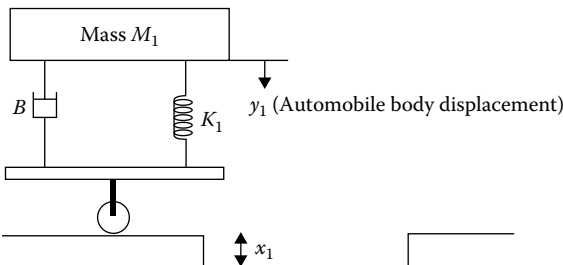 Mass M₁
B
K₁
y₁ (Automobile body displacement)
x₁